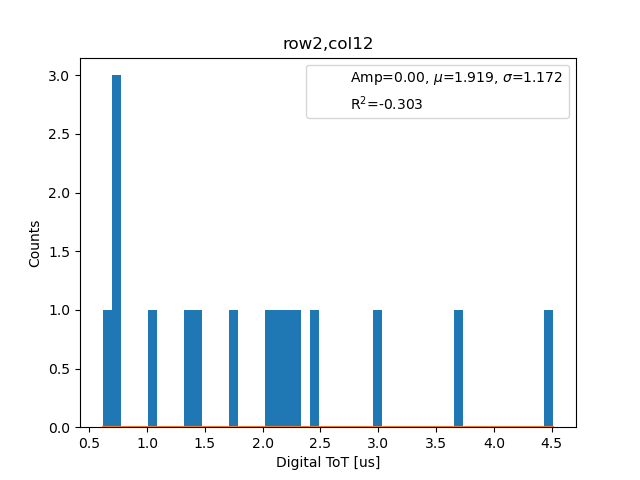 row2,col12
Amp=0.00, μ=1.919, σ=1.172
R²=-0.303
Counts
3.0
2.5
2.0
1.5
1.0
0.5
0.0
0.5 1.0 1.5 2.0 2.5 3.0 3.5 4.0 4.5
Digital ToT [us]